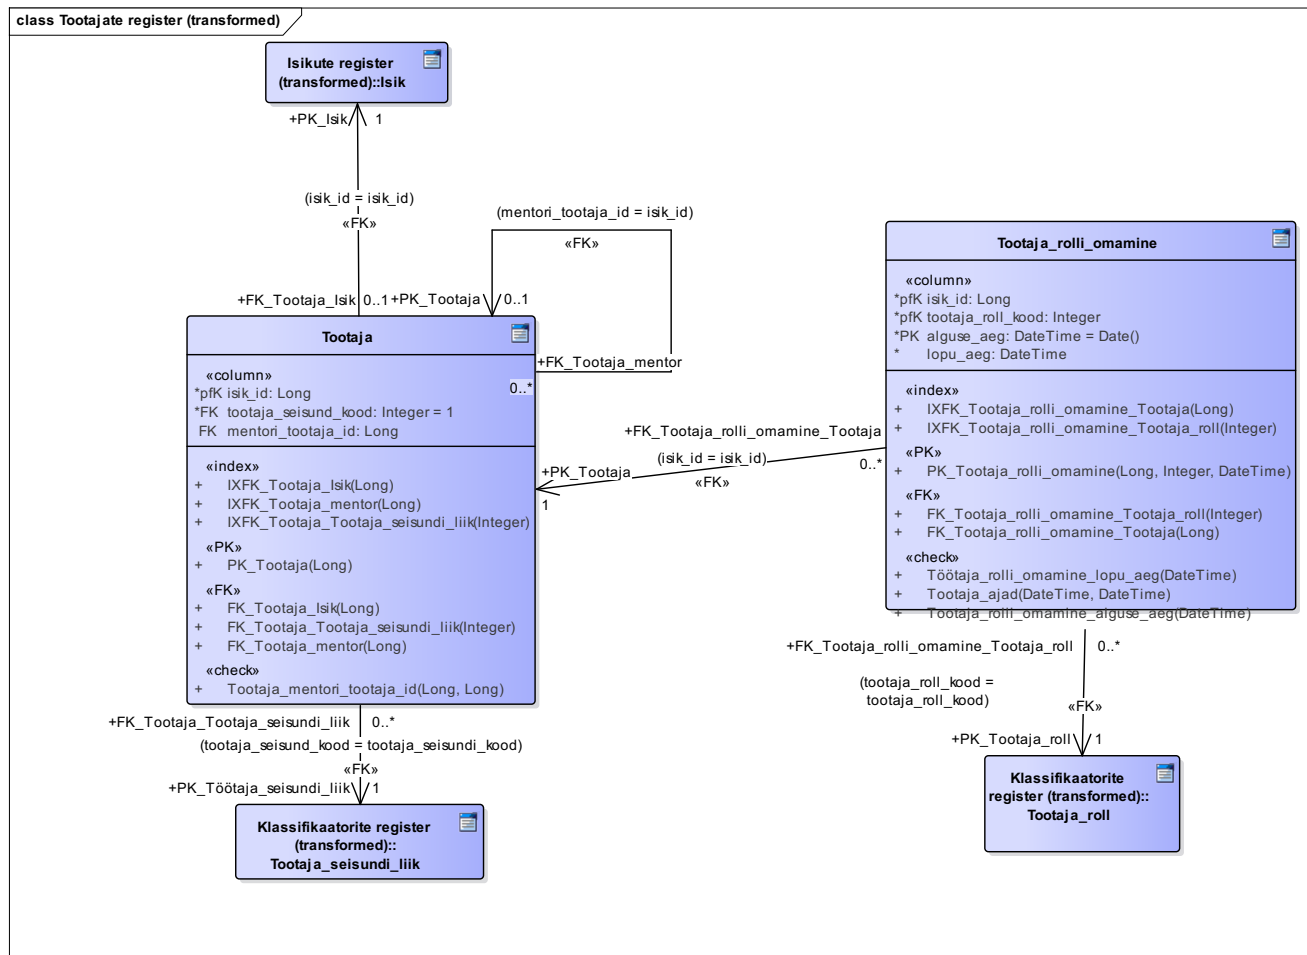 class Tootajate register (transformed)
Isikute register
(transformed)::Isik
+PK_Isik
1
(isik_id = isik_id)
«FK»
+FK_Tootaja_Isik
0..1
(mentori_tootaja_id = isik_id)
«FK»
+PK_Tootaja
0..1
+FK_Tootaja_mentor
0..*
Tootaja
«column»
*pfK isik_id: Long
*FK tootaja_seisund_kood: Integer = 1
FK mentori_tootaja_id: Long
«index»
+ IXFK_Tootaja_Isik(Long)
+ IXFK_Tootaja_mentor(Long)
+ IXFK_Tootaja_Tootaja_seisundi_liik(Integer)
«PK»
+ PK_Tootaja(Long)
«FK»
+ FK_Tootaja_Isik(Long)
+ FK_Tootaja_Tootaja_seisundi_liik(Integer)
+ FK_Tootaja_mentor(Long)
«check»
+ Tootaja_mentori_tootaja_id(Long, Long)
+FK_Tootaja_rolli_omamine_Tootaja
(isik_id = isik_id)
0..*
+PK_Tootaja
«FK»
1
Tootaja_rolli_omamine
«column»
*pfK isik_id: Long
*pfK tootaja_roll_kood: Integer
*PK alguse_aeg: DateTime = Date()
* lopu_aeg: DateTime
«index»
+ IXFK_Tootaja_rolli_omamine_Tootaja(Long)
+ IXFK_Tootaja_rolli_omamine_Tootaja_roll(Integer)
«PK»
+ PK_Tootaja_rolli_omamine(Long, Integer, DateTime)
«FK»
+ FK_Tootaja_rolli_omamine_Tootaja_roll(Integer)
+ FK_Tootaja_rolli_omamine_Tootaja(Long)
«check»
+ Töötaja_rolli_omamine_lopu_aeg(DateTime)
+ Tootaja_ajad(DateTime, DateTime)
+ Tootaja_rolli_omamine_alguse_aeg(DateTime)
+FK_Tootaja_rolli_omamine_Tootaja_roll
0..*
(tootaja_roll_kood =
tootaja_roll_kood)
«FK»
+PK_Tootaja_roll
1
Klassifikaatorite
register (transformed)::
Tootaja_roll
+FK_Tootaja_Tootaja_seisundi_liik
0..*
(tootaja_seisund_kood = tootaja_seisundi_kood)
«FK»
+PK_Töötaja_seisundi_liik
1
Klassifikaatorite register
(transformed)::
Tootaja_seisundi_liik